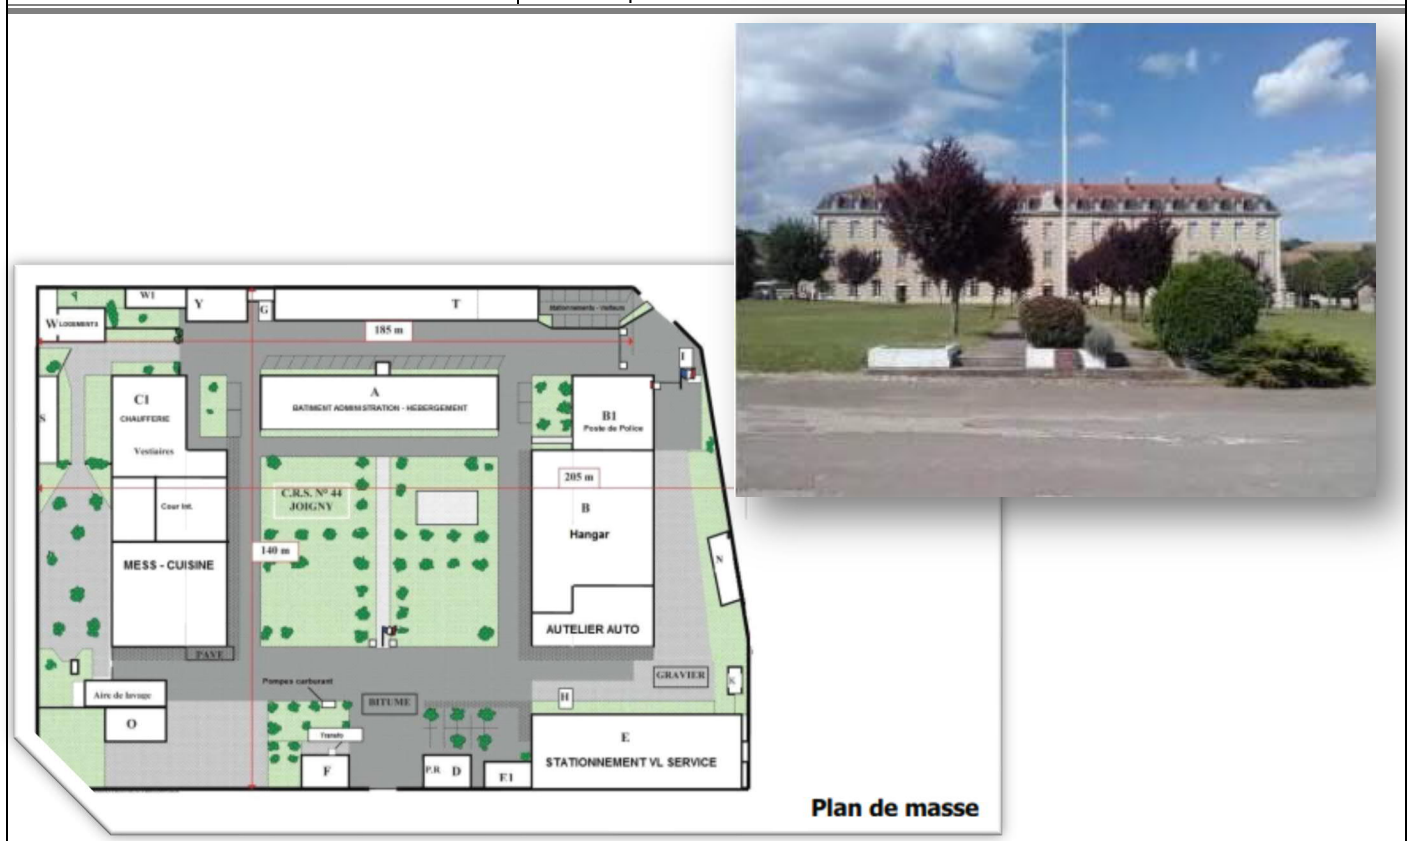 W1
Y
G
T
W LOGEMENTS
185 m
I
A
BATIMENT ADMINISTRATION - HEBERGEMENT
C1
CHAUFFERIE
Vestiaires
S
B1
Poste de Police
205 m
C.R.S. N° 44
JOIGNY
Cour Int.
B
Hangar
140 m
MESS - CUISINE
N
AUTELIER AUTO
PAVE
GRAVIER
K
Pompes carburant
Aire de lavage
BITUME
H
O
Transfo
E
STATIONNEMENT VL SERVICE
F
P.R D
E1
Plan de masse